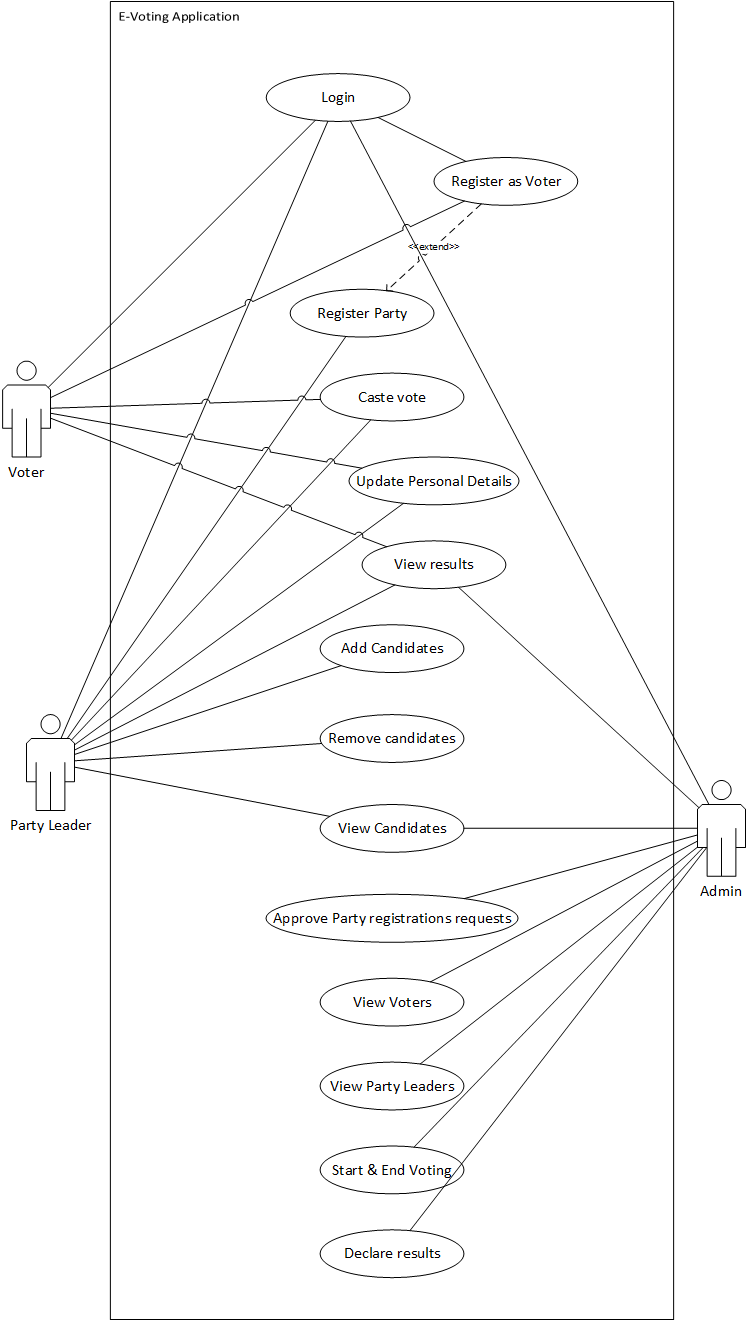 E-Voting Application
Login
Register as Voter
<<extend>>
Register Party
Caste vote
Voter
Update Personal Details
View results
Add Candidates
Remove candidates
Party Leader
View Candidates
Admin
Approve Party registrations requests
View Voters
View Party Leaders
Start & End Voting
Declare results